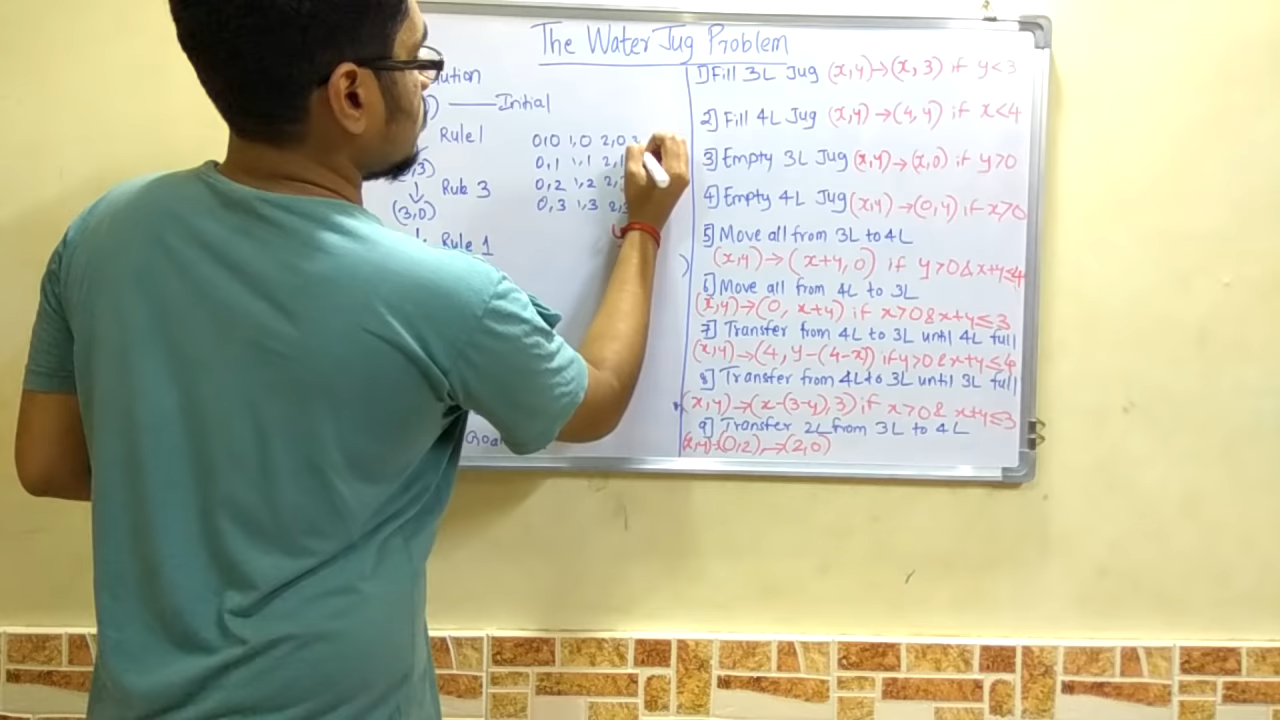 The Water Jug Problem
ution
) —— Initial
Rule 1
,3)
↓
Rule 3
(3,0)
Rule 1
Goa
0,0 1,0 2,0
0,1 1,1 2,1
0,2 1,2 2,
0,3 1,3 2,3
1) Fill 3L Jug (x,y)→(x,3) if y<3
2] Fill 4L Jug (x,y)→(4,y) if x<4
3] Empty 3L Jug (x,y)→(x,0) if y>0
4] Empty 4L Jug (x,y)→(0,y) if x>0
5] Move all from 3L to 4L
(x,y)→(x+y,0) if y>0&x+y≤4
6] Move all from 4L to 3L
(x,y)→(0, x+y) if x>0&x+y≤3
7] Transfer from 4L to 3L until 4L full
(x,y)→(4, y-(4-x)) if y>0&x+y≤4
8] Transfer from 4L to 3L until 3L full
(x,y)→(x-(3-y),3) if x>0& x+y≤3
9] Transfer 2L from 3L to 4L
(0,2)→(2,0)